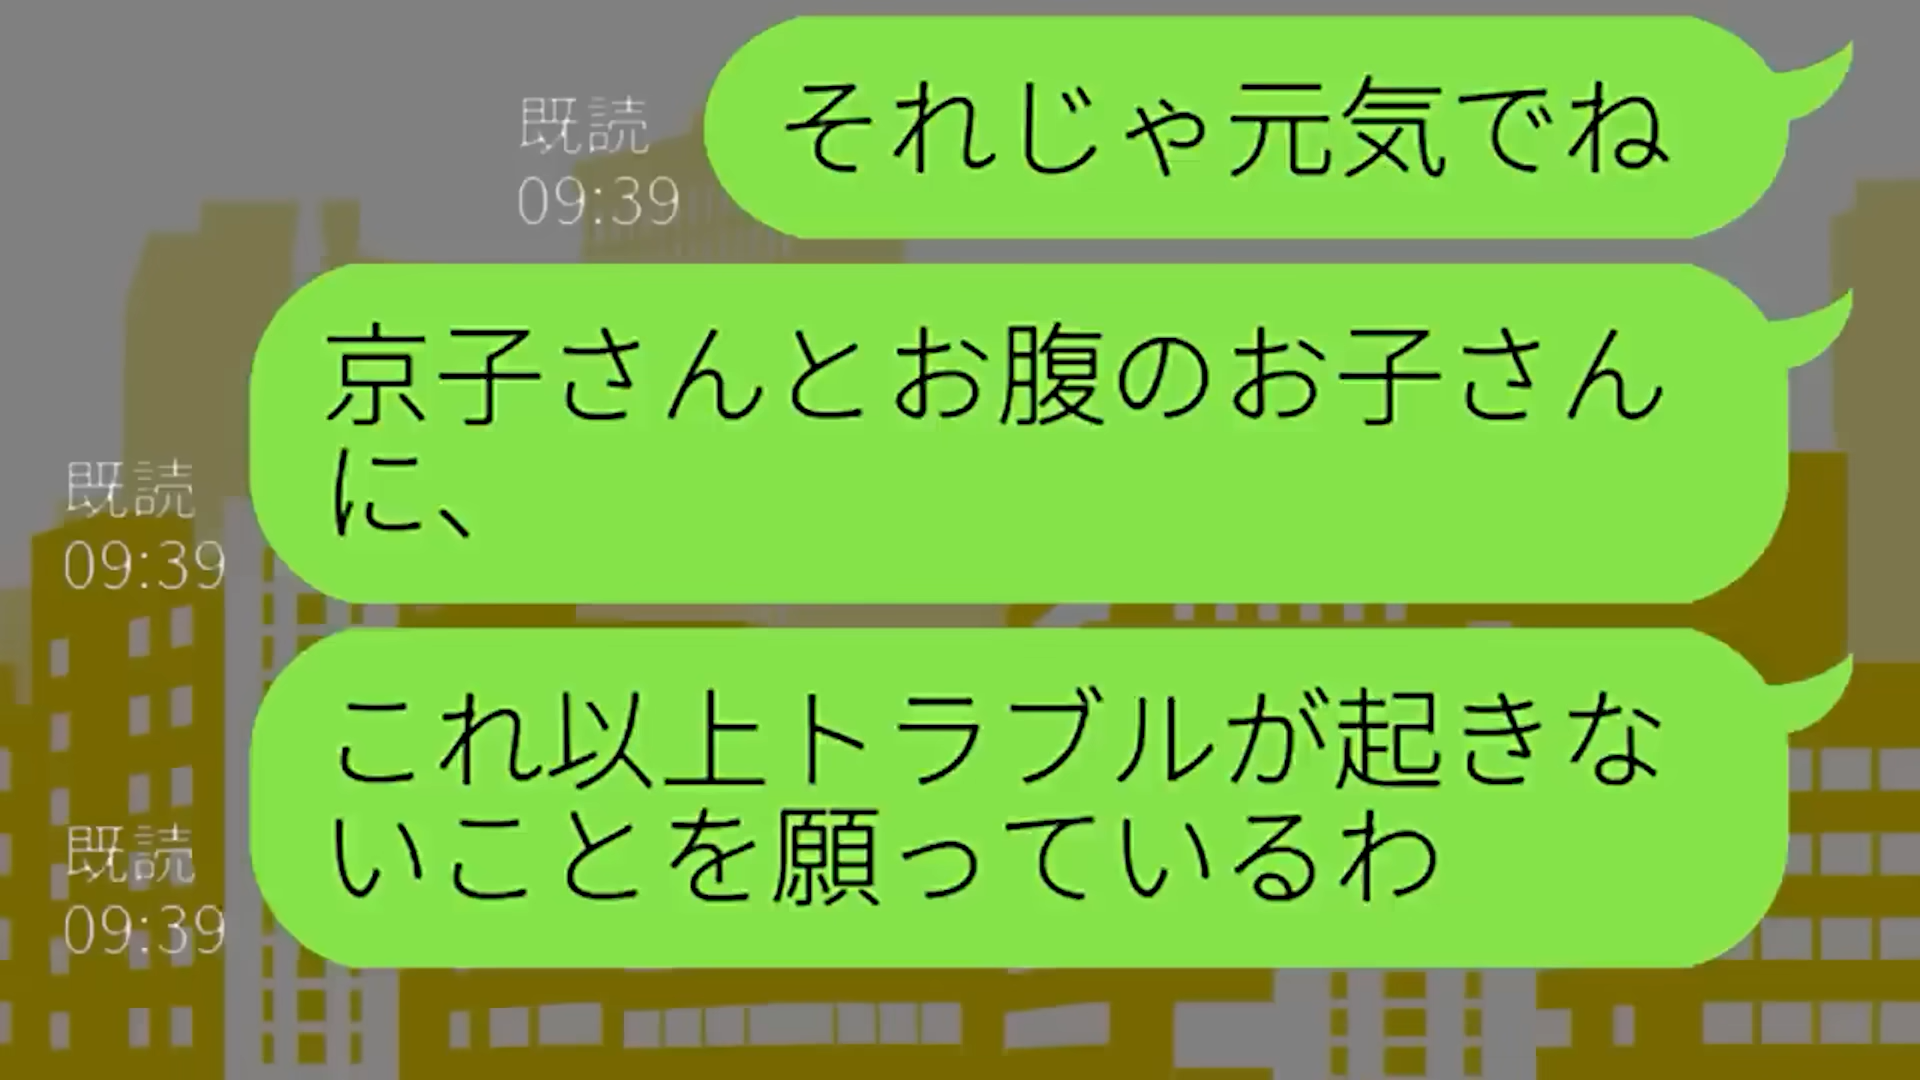 既読
09:39
それじゃ元気でね
京子さんとお腹のお子さん
に、
既読
09:39
これ以上トラブルが起きな
いことを願っているわ
既読
09:39